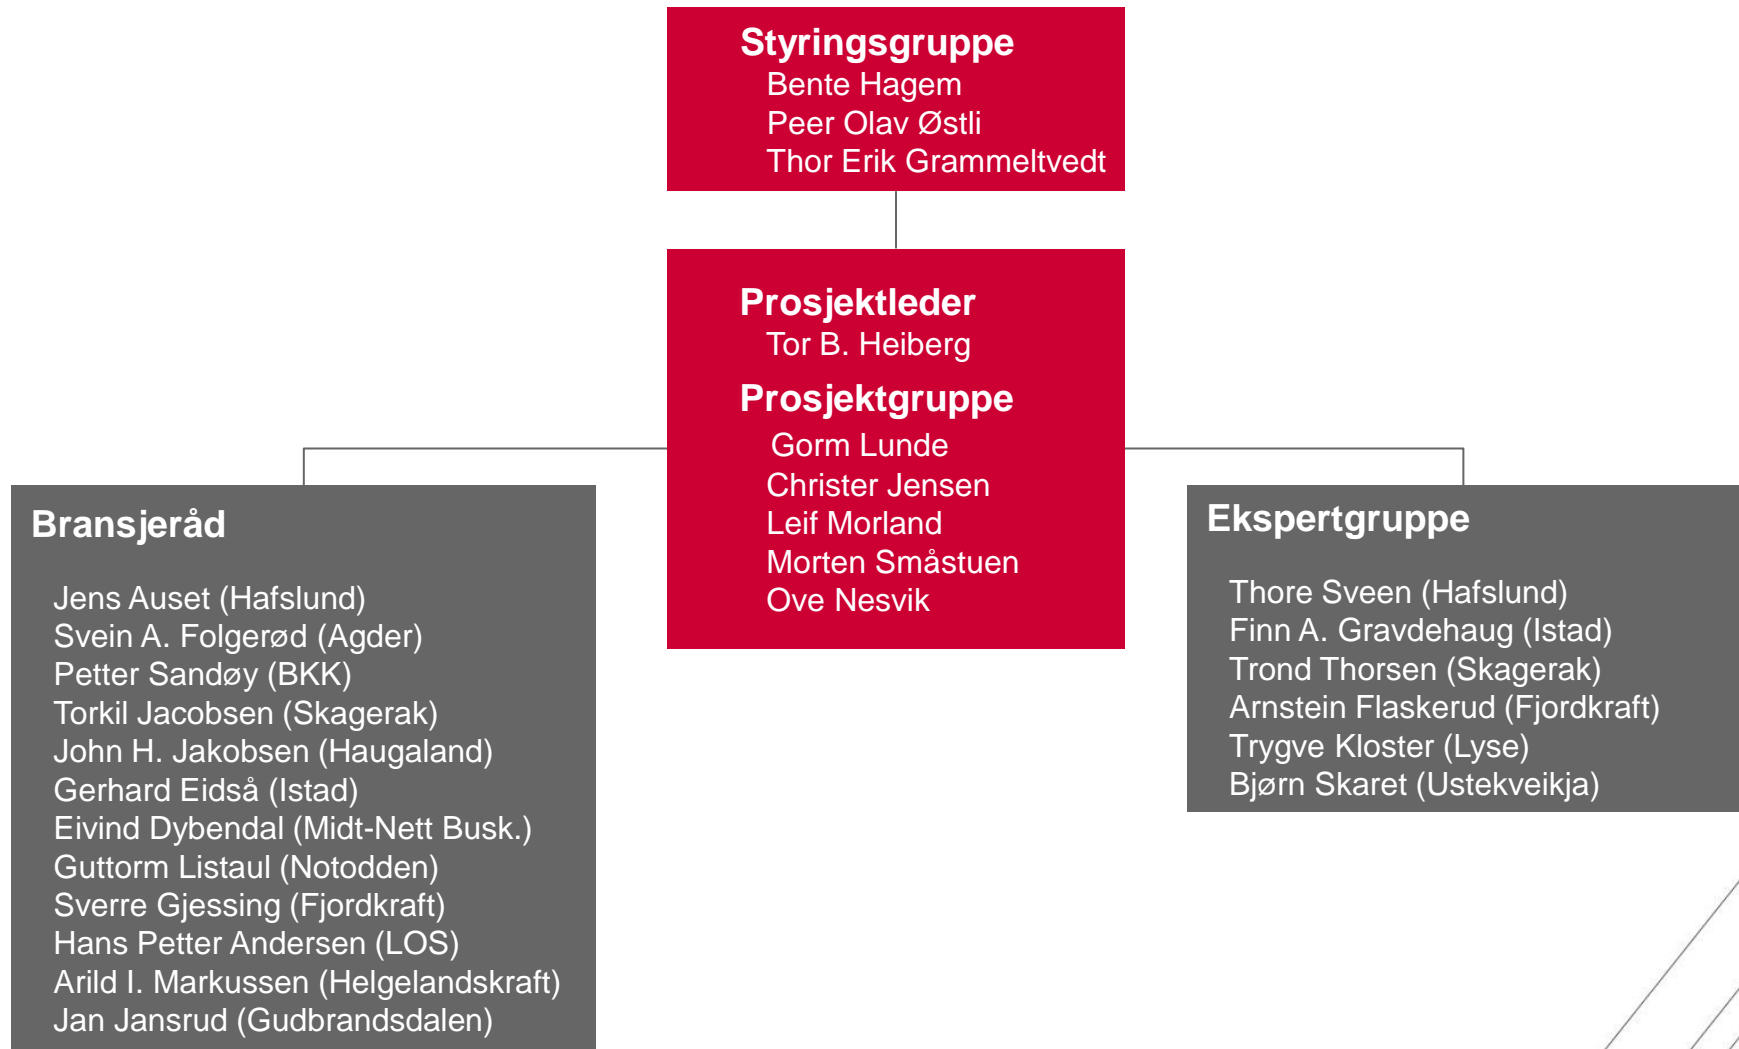 Styringsgruppe
Bente Hagem
Peer Olav Østli
Thor Erik Grammeltvedt
Prosjektleder
Tor B. Heiberg
Prosjektgruppe
Gorm Lunde
Christer Jensen
Leif Morland
Morten Småstuen
Ove Nesvik
Bransjeråd
Jens Auset (Hafslund)
Svein A. Folgerød (Agder)
Petter Sandøy (BKK)
Torkil Jacobsen (Skagerak)
John H. Jakobsen (Haugaland)
Gerhard Eidså (Istad)
Eivind Dybendal (Midt-Nett Busk.)
Guttorm Listaul (Notodden)
Sverre Gjessing (Fjordkraft)
Hans Petter Andersen (LOS)
Arild I. Markussen (Helgelandskraft)
Jan Jansrud (Gudbrandsdalen)
Ekspertgruppe
Thore Sveen (Hafslund)
Finn A. Gravdehaug (Istad)
Trond Thorsen (Skagerak)
Arnstein Flaskerud (Fjordkraft)
Trygve Kloster (Lyse)
Bjørn Skaret (Ustekveikja)